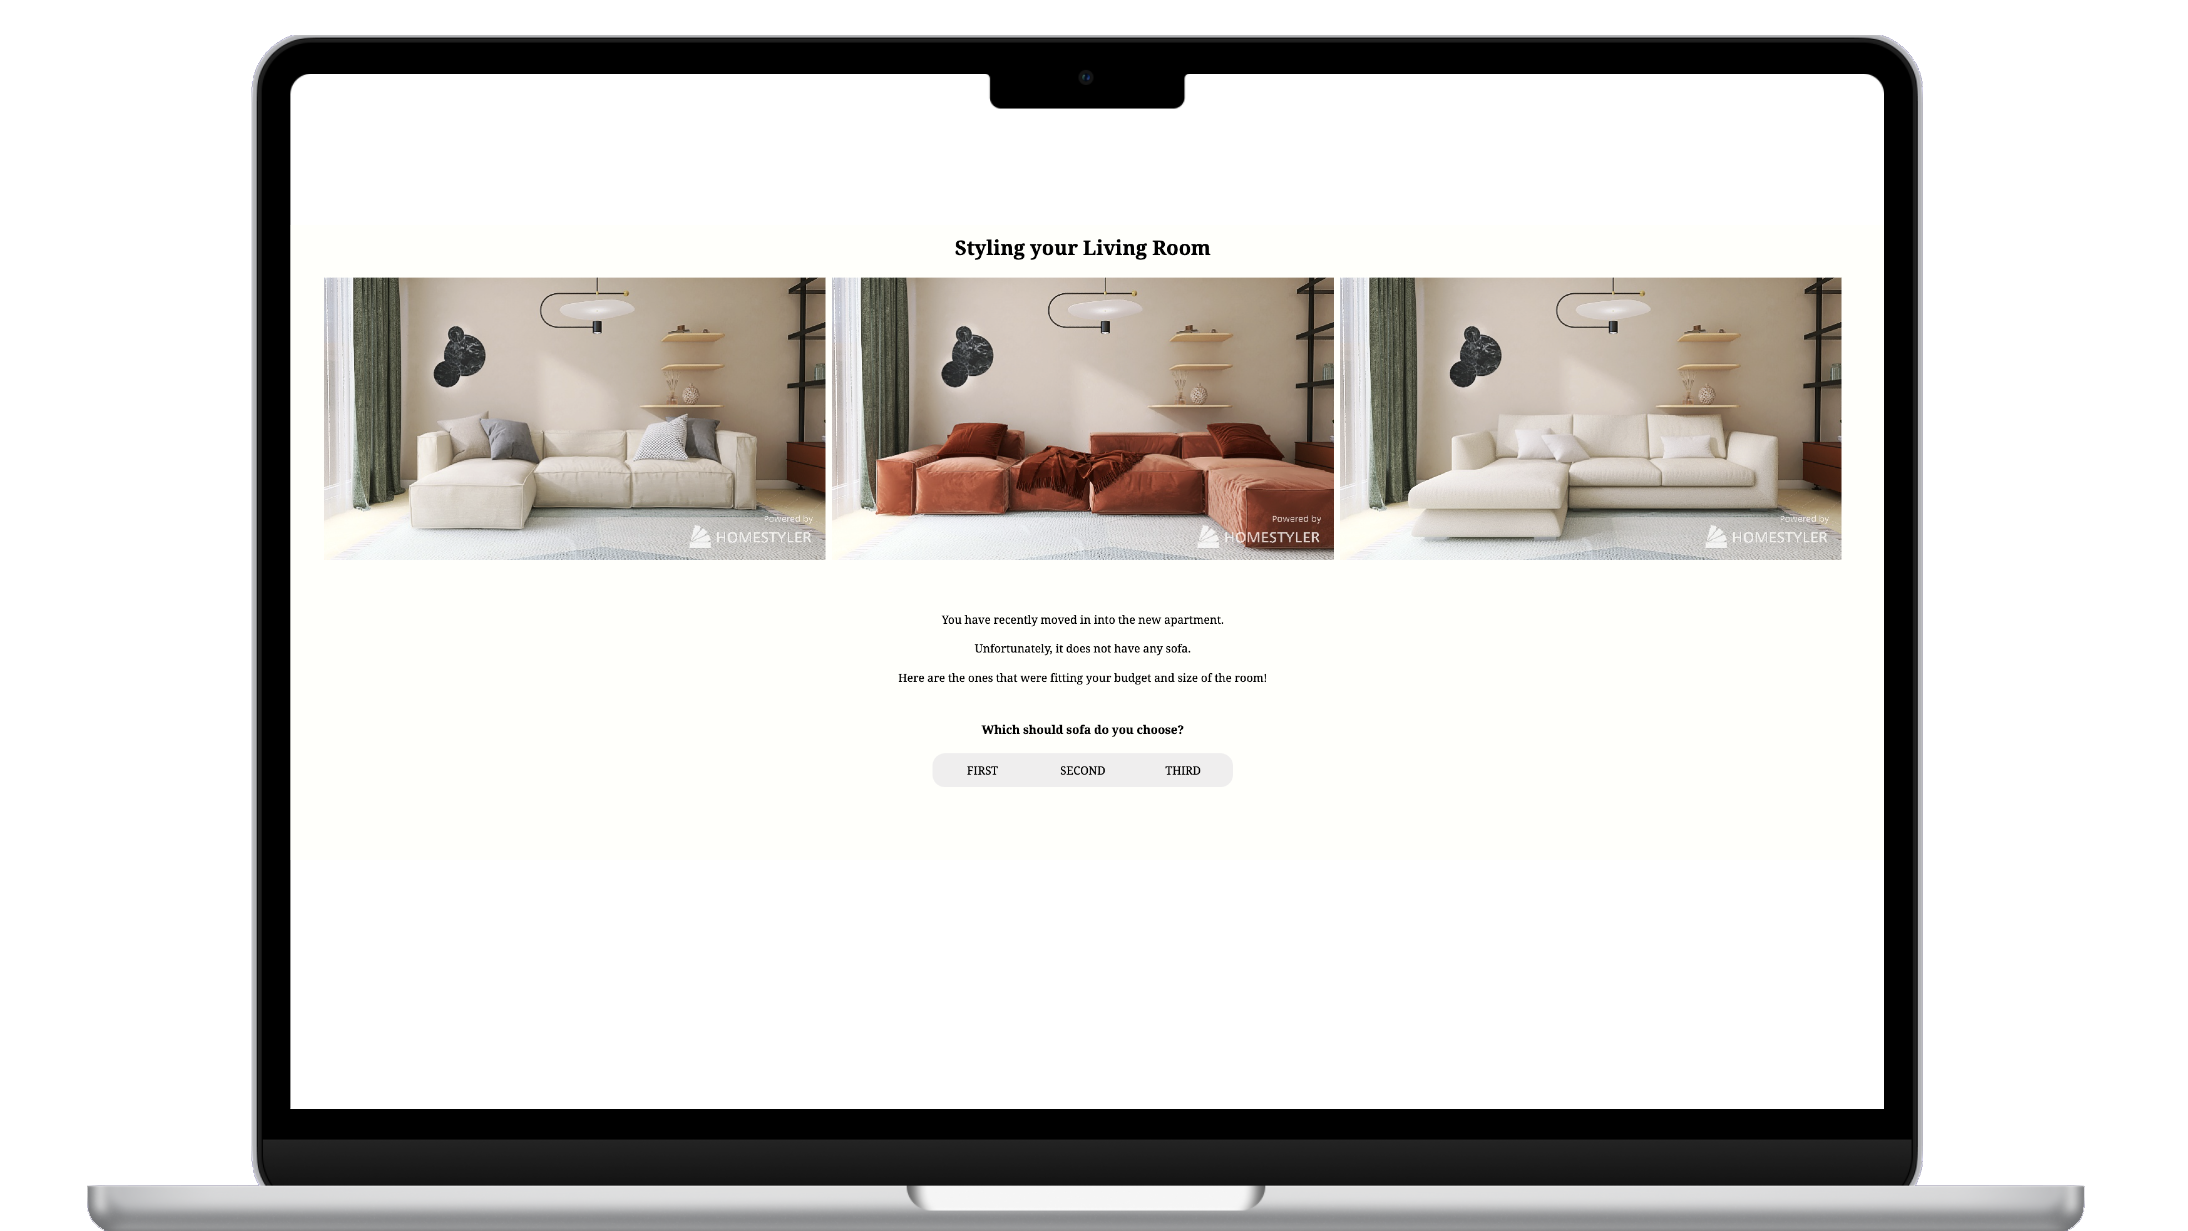 Styling your Living Room
Powered by
HOMESTYLER
Powered by
HOMESTYLER
Powered by
HOMESTYLER
You have recently moved in into the new apartment.
Unfortunately, it does not have any sofa.
Here are the ones that were fitting your budget and size of the room!
Which should sofa do you choose?
FIRST SECOND THIRD